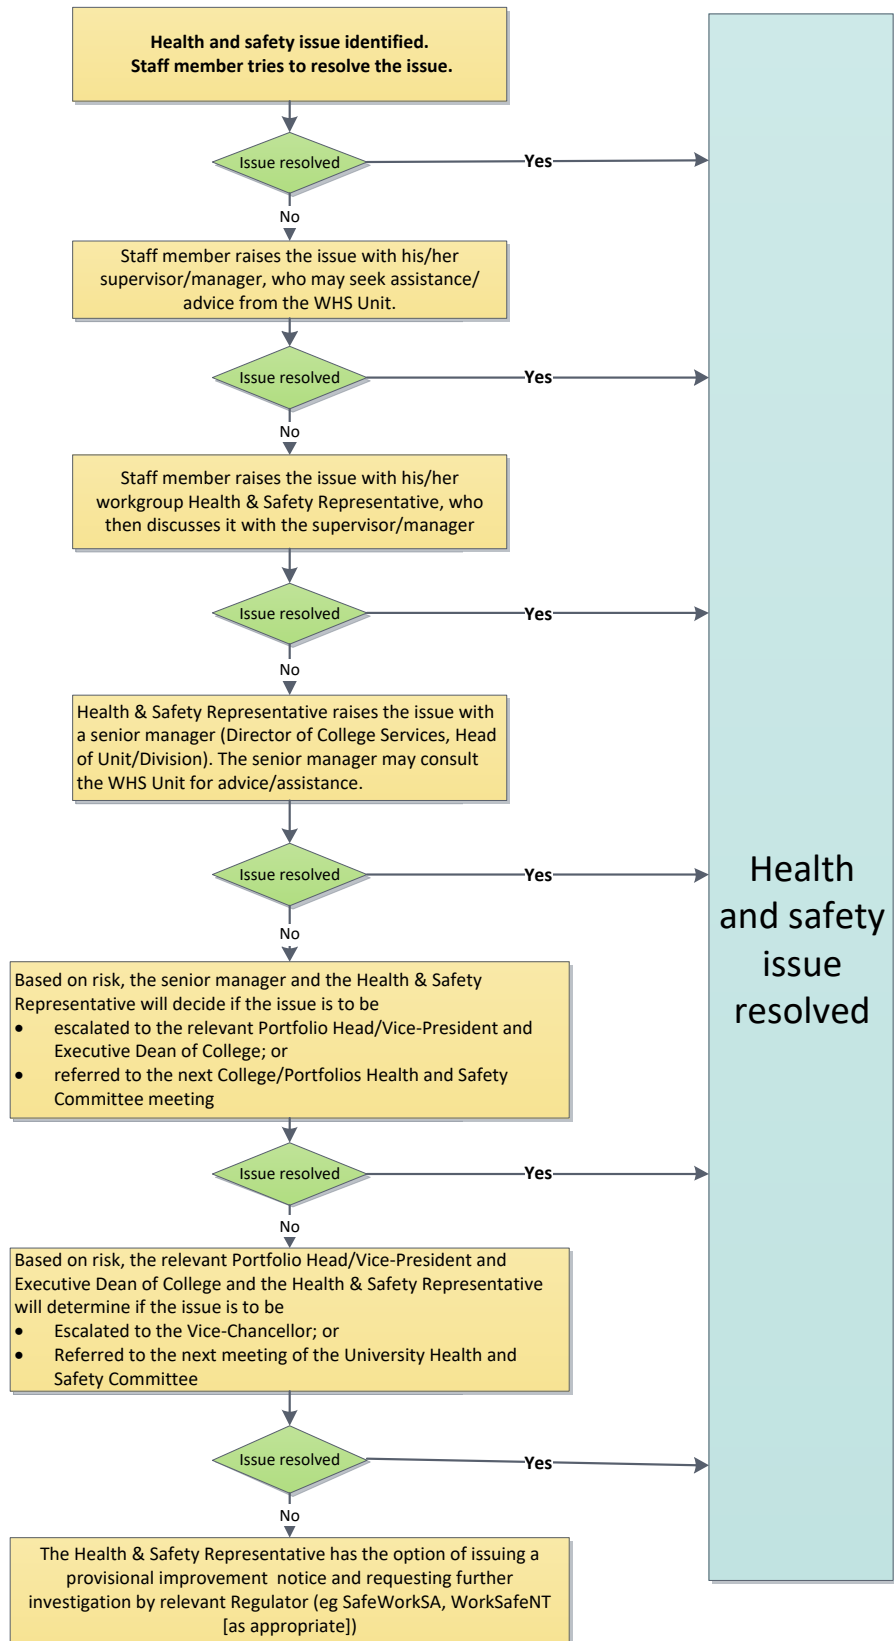 Health and safety issue identified.
Staff member tries to resolve the issue.
Issue resolved
Yes
No
Staff member raises the issue with his/her
supervisor/manager, who may seek assistance/
advice from the WHS Unit.
Issue resolved
Yes
No
Staff member raises the issue with his/her
workgroup Health & Safety Representative, who
then discusses it with the supervisor/manager
Issue resolved
Yes
No
Health & Safety Representative raises the issue with
a senior manager (Director of College Services, Head
of Unit/Division). The senior manager may consult
the WHS Unit for advice/assistance.
Issue resolved
Yes
No
Based on risk, the senior manager and the Health & Safety
Representative will decide if the issue is to be
• escalated to the relevant Portfolio Head/Vice-President and
Executive Dean of College; or
• referred to the next College/Portfolios Health and Safety
Committee meeting
Issue resolved
Yes
No
Based on risk, the relevant Portfolio Head/Vice-President and
Executive Dean of College and the Health & Safety Representative
will determine if the issue is to be
• Escalated to the Vice-Chancellor; or
• Referred to the next meeting of the University Health and
Safety Committee
Issue resolved
Yes
No
The Health & Safety Representative has the option of issuing a
provisional improvement notice and requesting further
investigation by relevant Regulator (eg SafeWorkSA, WorkSafeNT
[as appropriate])
Health
and safety
issue
resolved